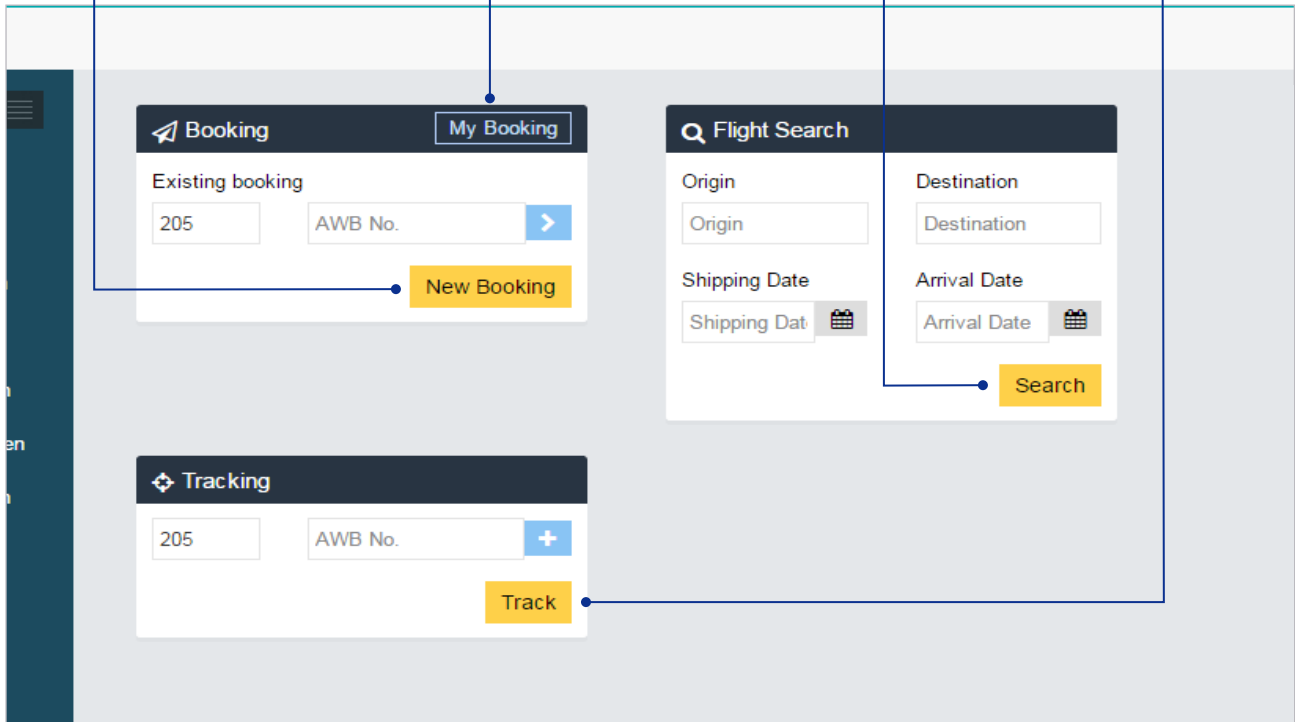 Booking
My Booking
Existing booking
205
AWB No.
New Booking
Flight Search
Origin
Destination
Origin
Destination
Shipping Date
Arrival Date
Shipping Dat
Arrival Date
Search
Tracking
205
AWB No.
Track
en